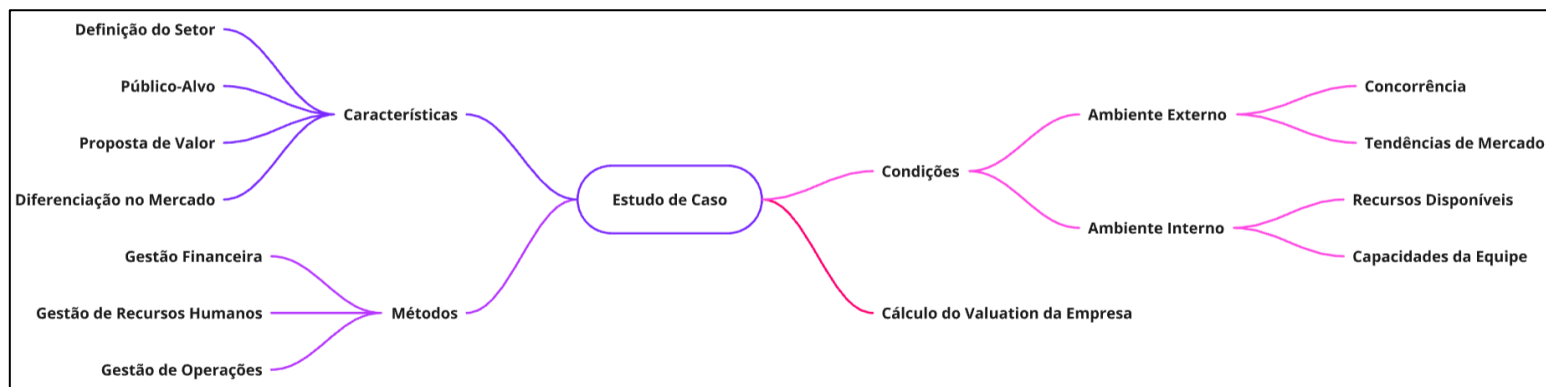 Definição do Setor
Público-Alvo
Proposta de Valor
Diferenciação no Mercado
Características
Gestão Financeira
Gestão de Recursos Humanos
Gestão de Operações
Métodos
Estudo de Caso
Condições
Ambiente Externo
Concorrência
Tendências de Mercado
Ambiente Interno
Recursos Disponíveis
Capacidades da Equipe
Cálculo do Valuation da Empresa